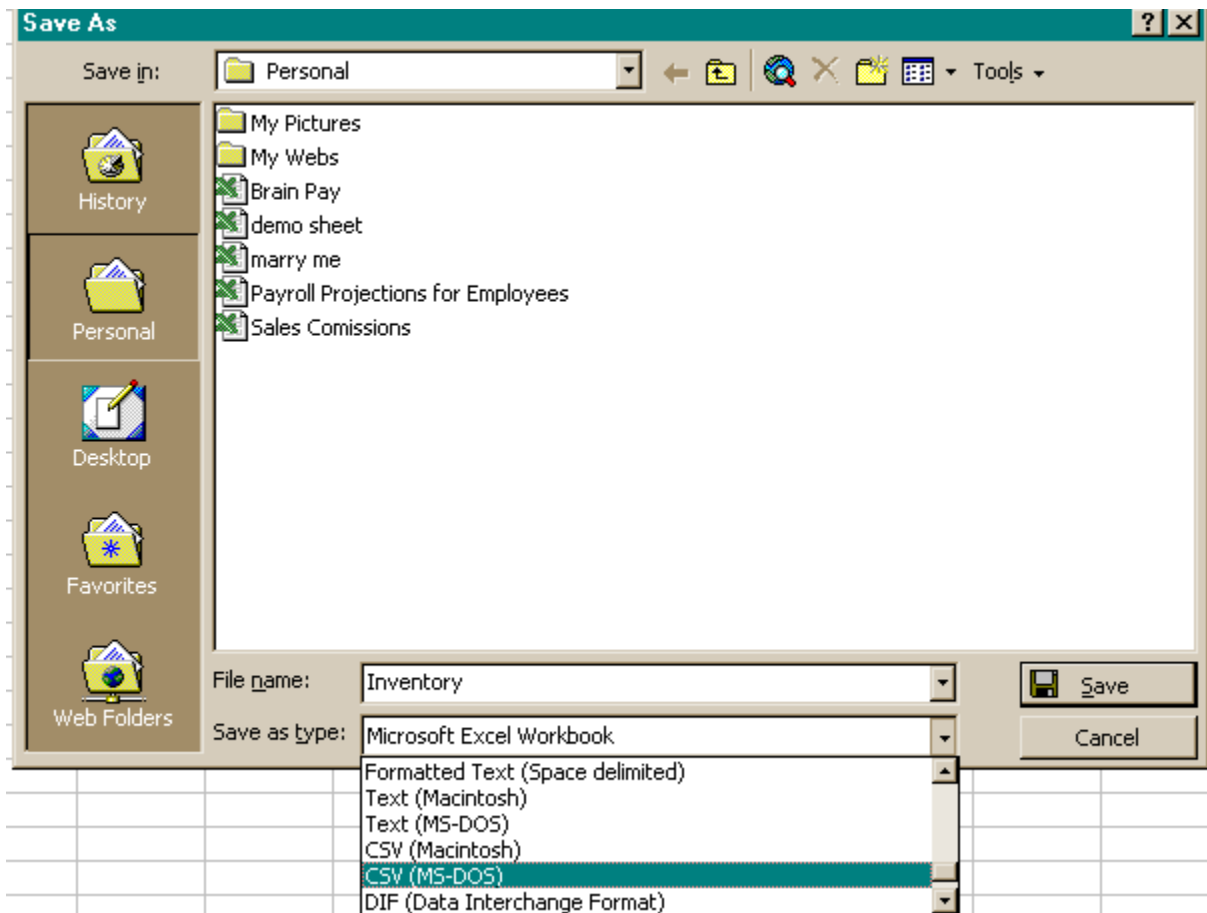 Save As
Save in:
Personal
Tools
History
Personal
Desktop
Favorites
Web Folders
My Pictures
My Webs
Brain Pay
demo sheet
marry me
Payroll Projections for Employees
Sales Comissions
File name:
Inventory
Save
Save as type:
Microsoft Excel Workbook
Cancel
Formatted Text (Space delimited)
Text (Macintosh)
Text (MS-DOS)
CSV (Macintosh)
CSV (MS-DOS)
DIF (Data Interchange Format)